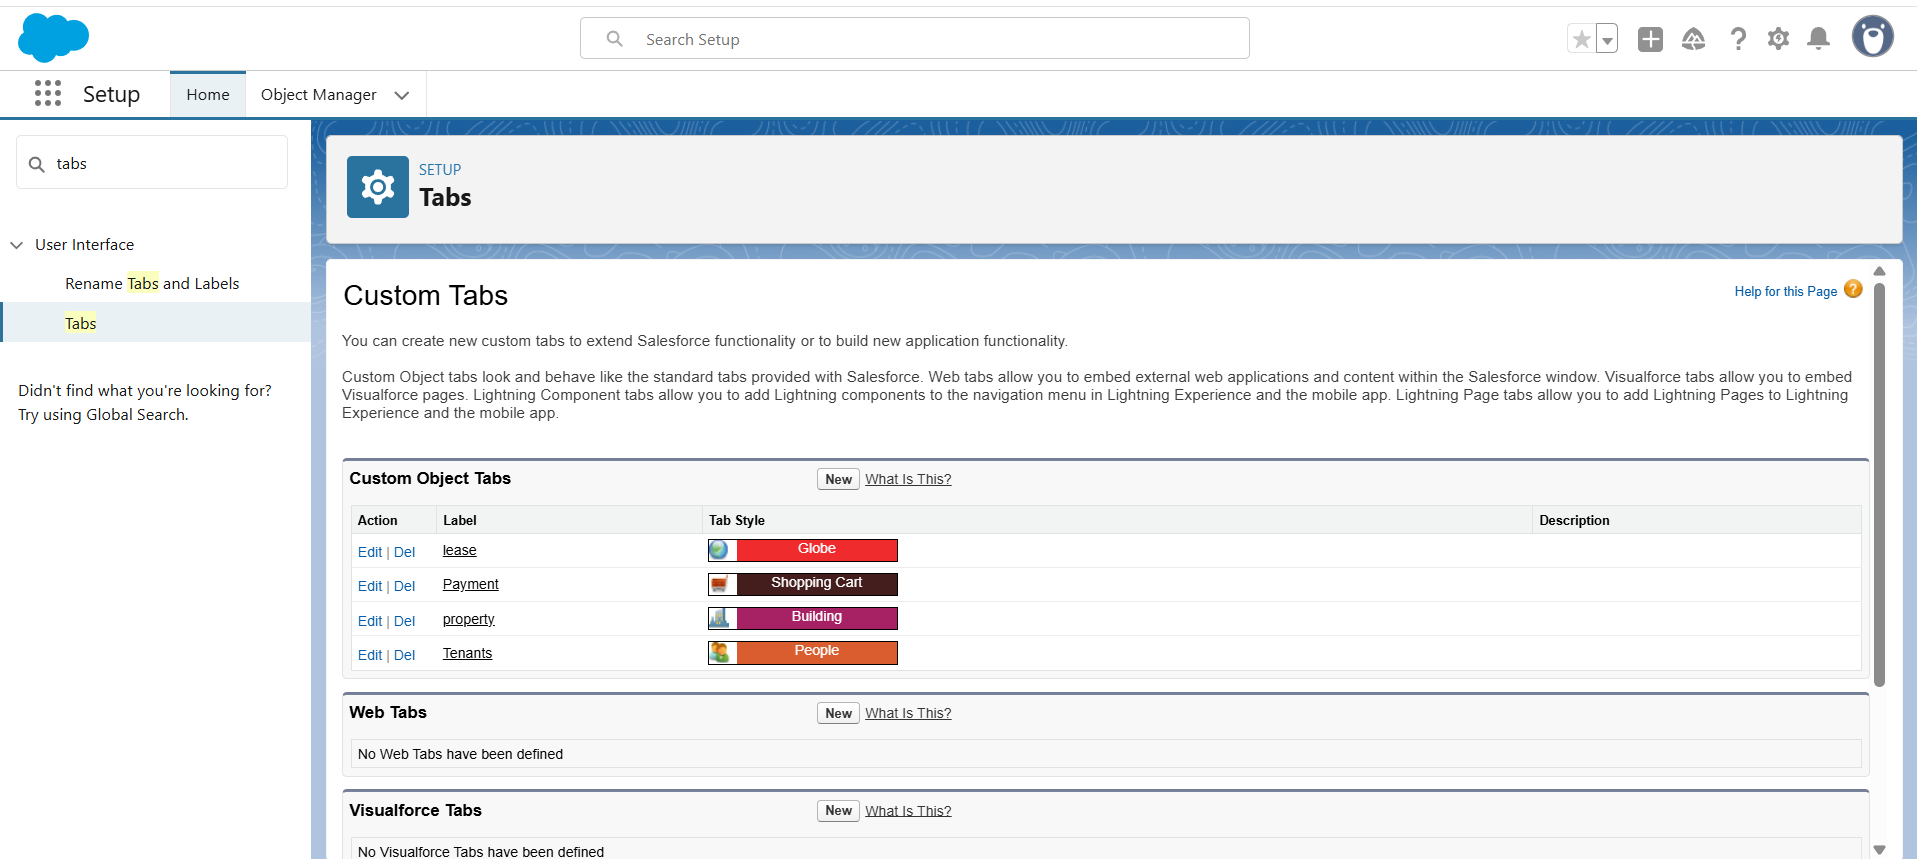 Search Setup
Setup
Home
Object Manager
tabs
User Interface
Rename Tabs and Labels
Tabs
Didn't find what you're looking for?
Try using Global Search.
SETUP
Tabs
Custom Tabs
Help for this Page ?
You can create new custom tabs to extend Salesforce functionality or to build new application functionality.
Custom Object tabs look and behave like the standard tabs provided with Salesforce. Web tabs allow you to embed external web applications and content within the Salesforce window. Visualforce tabs allow you to embed
Visualforce pages. Lightning Component tabs allow you to add Lightning components to the navigation menu in Lightning Experience and the mobile app. Lightning Page tabs allow you to add Lightning Pages to Lightning
Experience and the mobile app.
Custom Object Tabs New What Is This?
Action Label Tab Style Description
Edit | Del lease Globe
Edit | Del Payment Shopping Cart
Edit | Del property Building
Edit | Del Tenants People
Web Tabs New What Is This?
No Web Tabs have been defined
Visualforce Tabs New What Is This?
No Visualforce Tabs have been defined